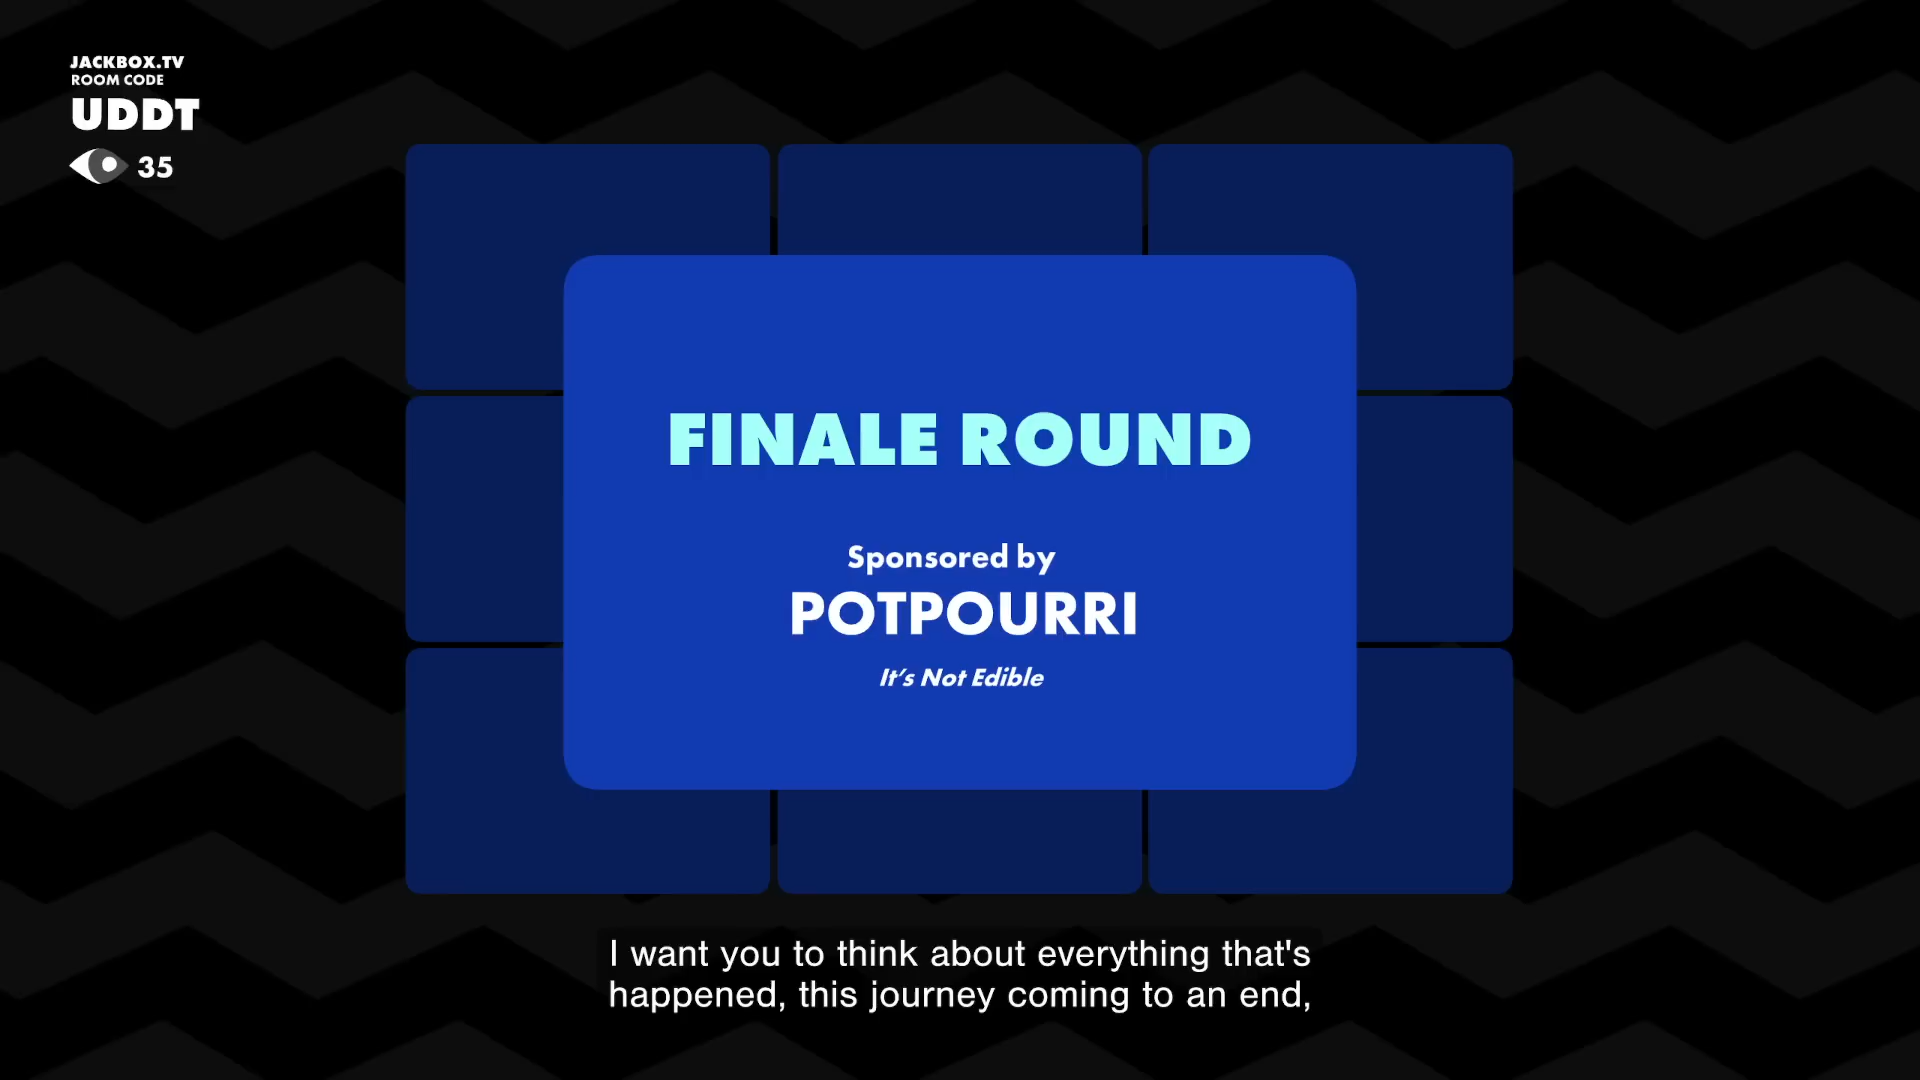 JACKBOX.TV
ROOM CODE
UDDT
35
FINALE ROUND
Sponsored by
POTPOURRI
It's Not Edible
I want you to think about everything that's
happened, this journey coming to an end,